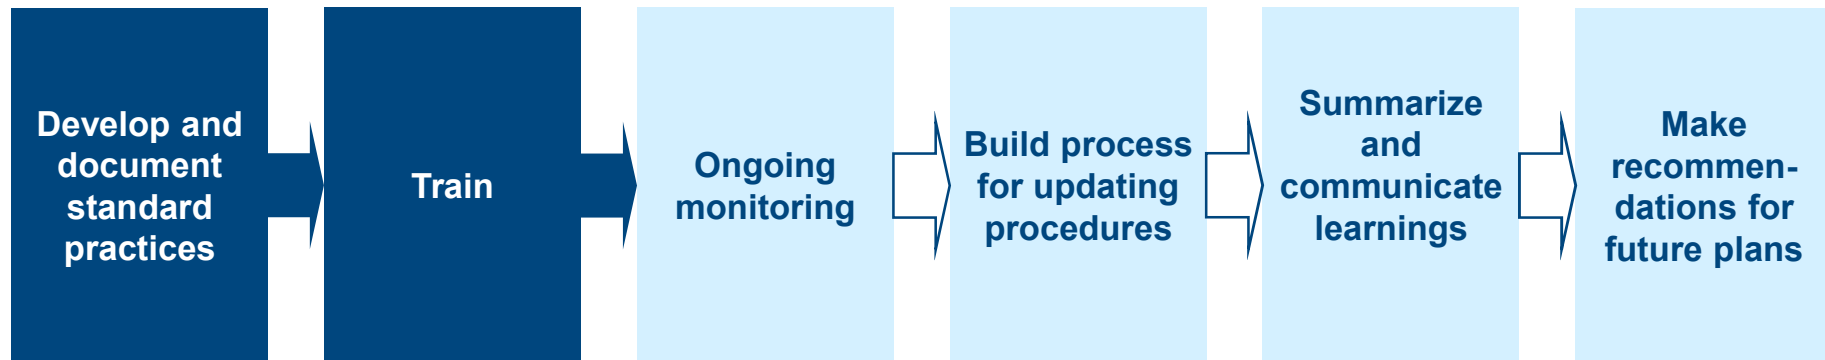 Develop and
document
standard
practices
Train
Ongoing
monitoring
Build process
for updating
procedures
Summarize
and
communicate
learnings
Make
recommen-
dations for
future plans